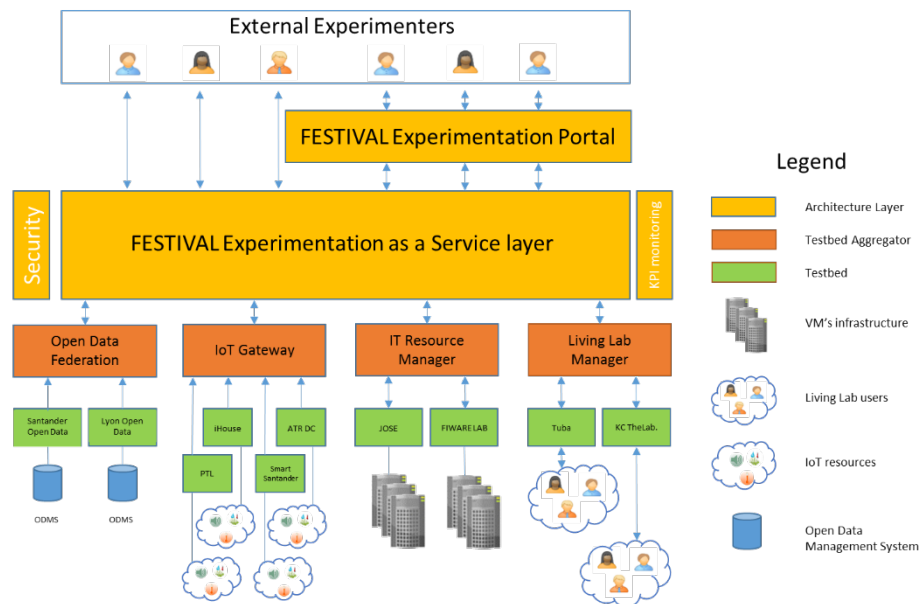 External Experimenters
FESTIVAL Experimentation Portal
Legend
Security
FESTIVAL Experimentation as a Service layer
KPI monitoring
Architecture Layer
Testbed Aggregator
Testbed
VM's infrastructure
Open Data
Federation
IoT Gateway
IT Resource
Manager
Living Lab
Manager
Living Lab users
Santander
Open Data
Lyon Open
Data
iHouse
ATR DC
JOSE
FIWARE LAB
Tuba
KC TheLab.
PTL
Smart
Santander
IoT resources
ODMS
ODMS
Open Data
Management System